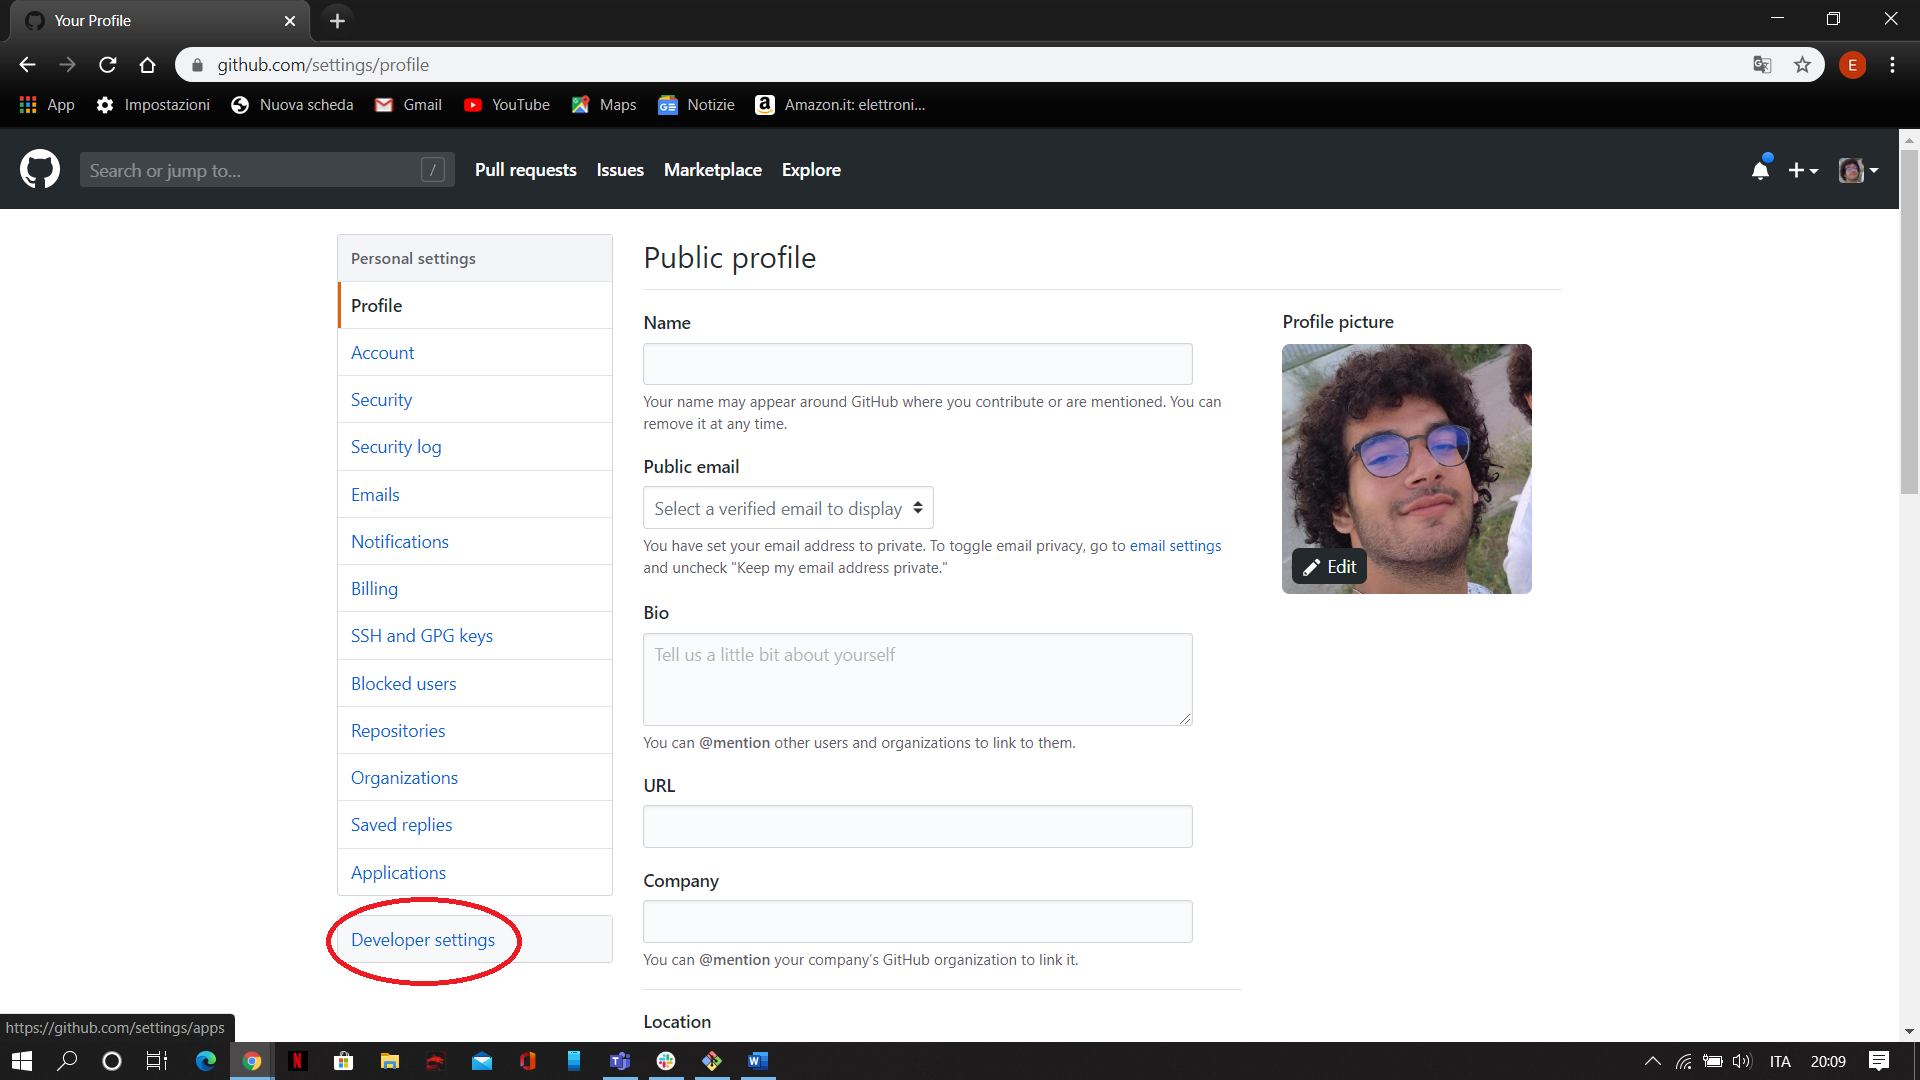 Your Profile
github.com/settings/profile
E
App
Impostazioni
Nuova scheda
Gmail
YouTube
Maps
GE
Notizie
a
Amazon.it: elettroni...
Search or jump to...
/
Pull requests
Issues
Marketplace
Explore
Personal settings
Profile
Account
Security
Security log
Emails
Notifications
Billing
SSH and GPG keys
Blocked users
Repositories
Organizations
Saved replies
Applications
Developer settings
Public profile
Name
Your name may appear around GitHub where you contribute or are mentioned. You can
remove it at any time.
Public email
Select a verified email to display
You have set your email address to private. To toggle email privacy, go to email settings
and uncheck "Keep my email address private."
Bio
Tell us a little bit about yourself
You can @mention other users and organizations to link to them.
URL
Company
You can @mention your company's GitHub organization to link it.
Location
Profile picture
Edit
https://github.com/settings/apps
N
T
W
ITA
20:09